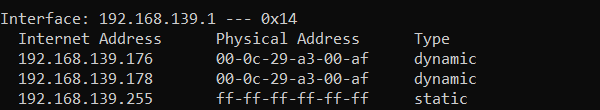 Interface: 192.168.139.1 --- 0x14
Internet Address Physical Address Type
192.168.139.176 00-0c-29-a3-00-af dynamic
192.168.139.178 00-0c-29-a3-00-af dynamic
192.168.139.255 ff-ff-ff-ff-ff-ff static